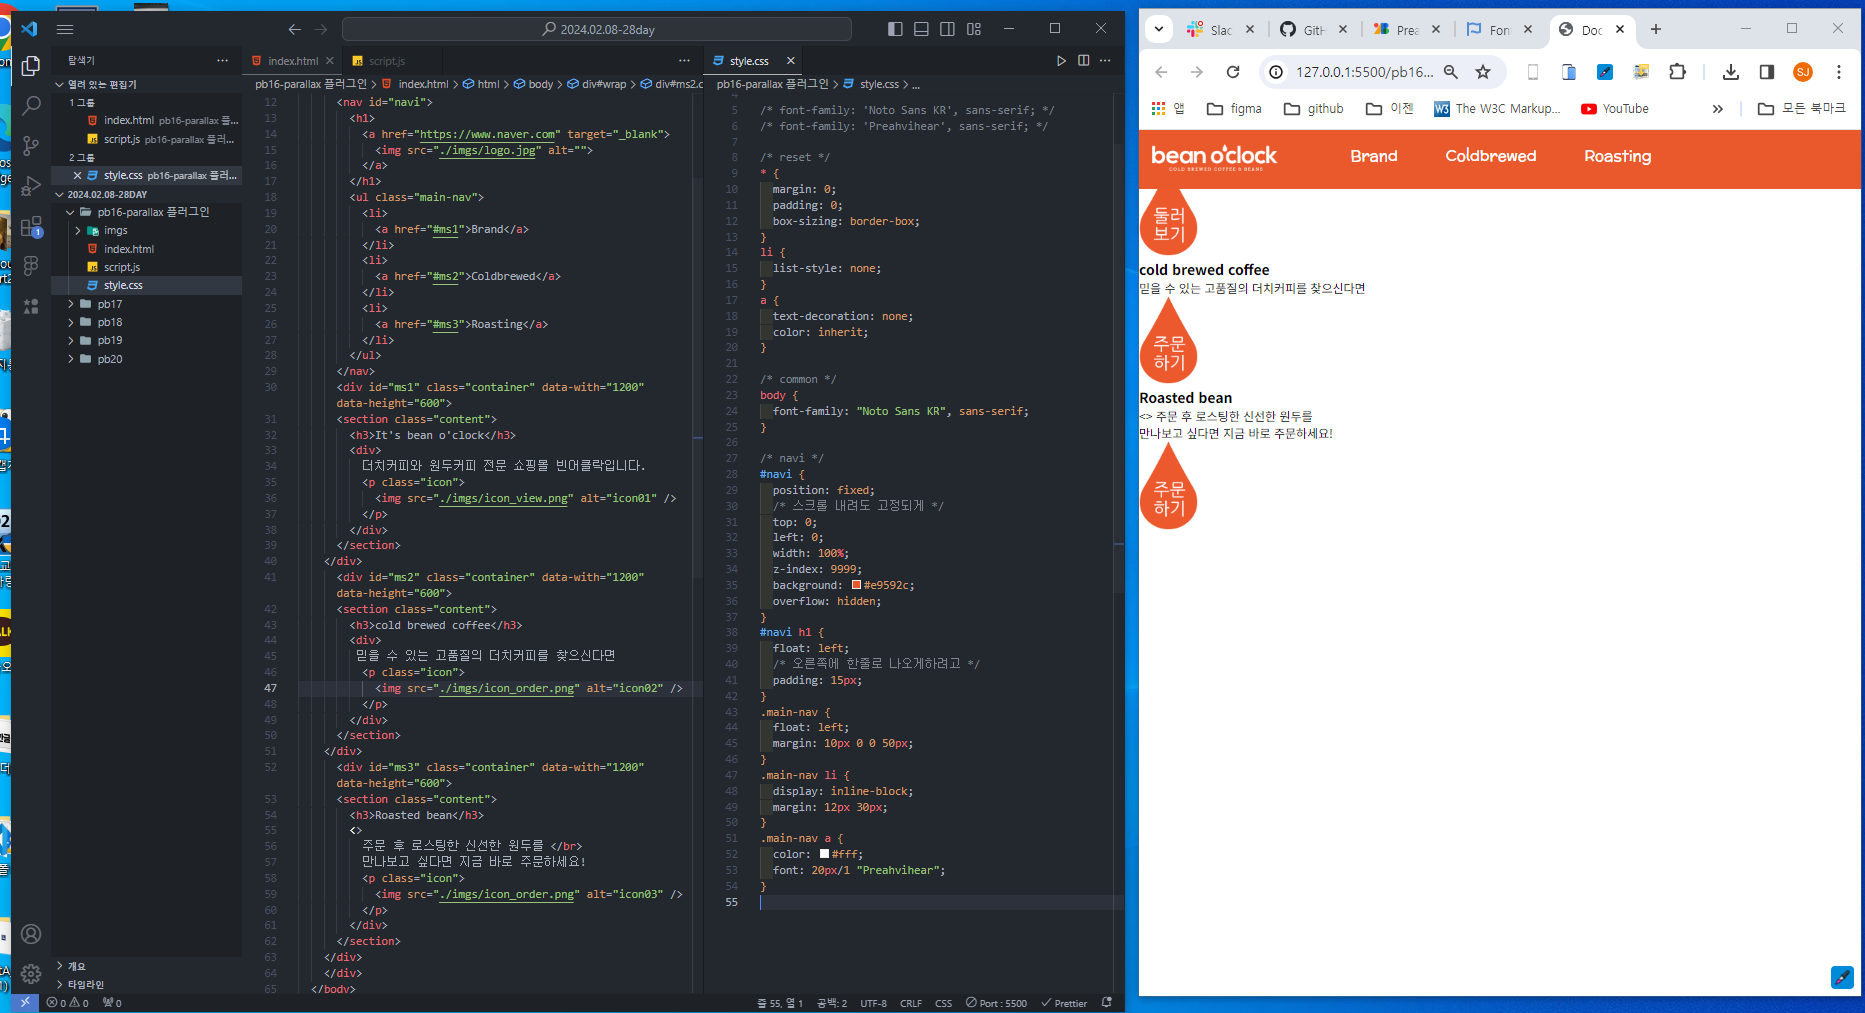 2024.02.08-28day
탐색기
열려 있는 편집기
1 그룹
index.html pb16-parallax 플...
script.js pb16-parallax 플러...
2 그룹
style.css pb16-parallax 플러...
2024.02.08-28DAY
pb16-parallax 플러그인
imgs
index.html
script.js
style.css
pb17
pb18
pb19
pb20
개요
타임라인
index.html
script.js
pb16-parallax 플러그인 > index.html > html > body > div#wrap > div#ms2.c
12 <nav id="navi">
13 <h1>
14 <a href="https://www.naver.com" target="_blank">
15 <img src="./imgs/logo.jpg" alt="">
16 </a>
17 </h1>
18 <ul class="main-nav">
19 <li>
20 <a href="#ms1">Brand</a>
21 </li>
22 <li>
23 <a href="#ms2">Coldbrewed</a>
24 </li>
25 <li>
26 <a href="#ms3">Roasting</a>
27 </li>
28 </ul>
29 </nav>
30 <div id="ms1" class="container" data-with="1200"
data-height="600">
31 <section class="content">
32 <h3>It's bean o'clock</h3>
33 <div>
34 더치커피와 원두커피 전문 쇼핑몰 빈어클락입니다.
35 <p class="icon">
36 <img src="./imgs/icon_view.png" alt="icon01" />
37 </p>
38 </div>
39 </section>
40 </div>
41 <div id="ms2" class="container" data-with="1200"
data-height="600">
42 <section class="content">
43 <h3>cold brewed coffee</h3>
44 <div>
45 믿을 수 있는 고품질의 더치커피를 찾으신다면
46 <p class="icon">
47 <img src="./imgs/icon_order.png" alt="icon02" />
48 </p>
49 </div>
50 </section>
51 </div>
52 <div id="ms3" class="container" data-with="1200"
data-height="600">
53 <section class="content">
54 <h3>Roasted bean</h3>
55 <>
56 주문 후 로스팅한 신선한 원두를 </br>
57 만나보고 싶다면 지금 바로 주문하세요!
58 <p class="icon">
59 <img src="./imgs/icon_order.png" alt="icon03" />
60 </p>
61 </div>
62 </section>
63 </div>
64 </div>
65 </body>
style.css
pb16-parallax 플러그인 > style.css > ...
5 /* font-family: 'Noto Sans KR', sans-serif; */
6 /* font-family: 'Preahvihear', sans-serif; */
7
8 /* reset */
9 * {
10 margin: 0;
11 padding: 0;
12 box-sizing: border-box;
13 }
14 li {
15 list-style: none;
16 }
17 a {
18 text-decoration: none;
19 color: inherit;
20 }
21
22 /* common */
23 body {
24 font-family: "Noto Sans KR", sans-serif;
25 }
26
27 /* navi */
28 #navi {
29 position: fixed;
30 /* 스크롤 내려도 고정되게 */
31 top: 0;
32 left: 0;
33 width: 100%;
34 z-index: 9999;
35 background: #e9592c;
36 overflow: hidden;
37 }
38 #navi h1 {
39 float: left;
40 /* 오른쪽에 한줄로 나오게하려고 */
41 padding: 15px;
42 }
43 .main-nav {
44 float: left;
45 margin: 10px 0 0 50px;
46 }
47 .main-nav li {
48 display: inline-block;
49 margin: 12px 30px;
50 }
51 .main-nav a {
52 color: #fff;
53 font: 20px/1 "Preahvihear";
54 }
55
0 0 0
줄 55, 열 1 공백: 2 UTF-8 CRLF CSS Port : 5500 Prettier
Slac GitH Prea Fon Doc
127.0.0.1:5500/pb16...
SJ
앱 figma github 이젠 The W3C Markup... YouTube » 모든 북마크
bean o'clock
COLD BREWED COFFEE & BEANS
Brand Coldbrewed Roasting
둘러
보기
cold brewed coffee
믿을 수 있는 고품질의 더치커피를 찾으신다면
주문
하기
Roasted bean
<> 주문 후 로스팅한 신선한 원두를
만나보고 싶다면 지금 바로 주문하세요!
주문
하기